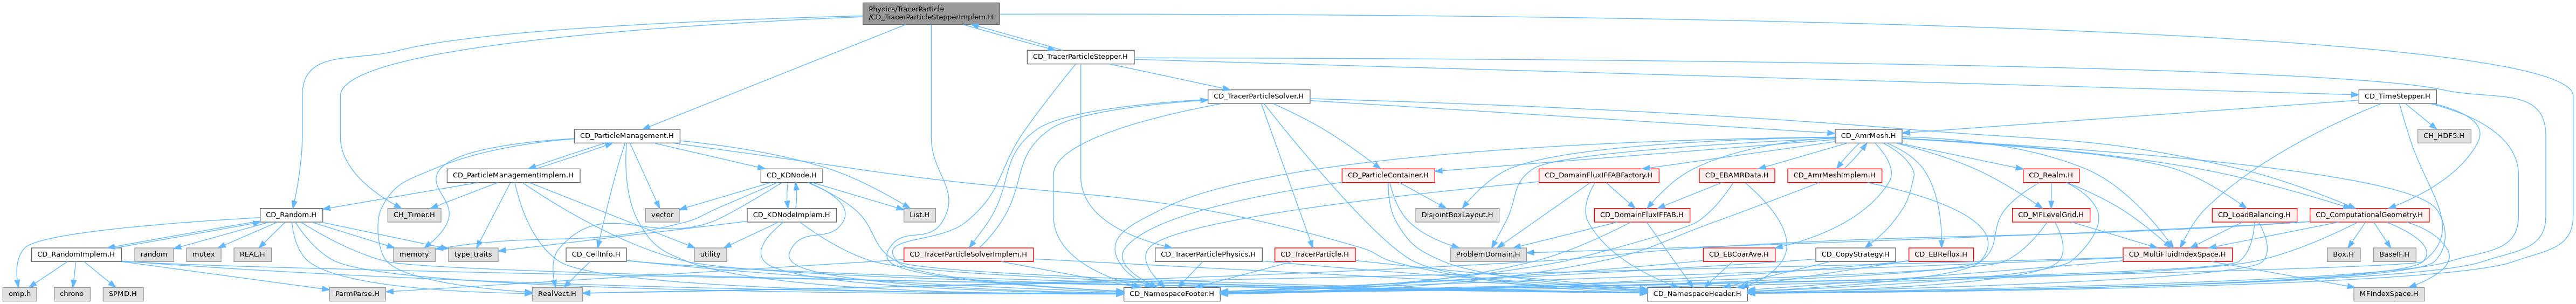 Physics/TracerParticle
/CD_TracerParticleStepperImplem.H
CD_TracerParticleStepper.H
CD_TracerParticleSolver.H
CD_TimeStepper.H
CD_ParticleManagement.H
CD_AmrMesh.H
CH_HDF5.H
CD_ParticleManagementImplem.H
CD_KDNode.H
CD_ParticleContainer.H
CD_DomainFluxIFFABFactory.H
CD_EBAMRData.H
CD_AmrMeshImplem.H
CD_Realm.H
CD_Random.H
CH_Timer.H
vector
CD_KDNodeImplem.H
List.H
DisjointBoxLayout.H
CD_DomainFluxIFFAB.H
CD_MFLevelGrid.H
CD_LoadBalancing.H
CD_ComputationalGeometry.H
CD_RandomImplem.H
random
mutex
REAL.H
memory
type_traits
CD_CellInfo.H
utility
CD_TracerParticleSolverImplem.H
CD_TracerParticlePhysics.H
CD_TracerParticle.H
ProblemDomain.H
CD_EBCoarAve.H
CD_CopyStrategy.H
CD_EBReflux.H
CD_MultiFluidIndexSpace.H
Box.H
BaseIF.H
omp.h
chrono
SPMD.H
ParmParse.H
RealVect.H
CD_NamespaceFooter.H
CD_NamespaceHeader.H
MFIndexSpace.H